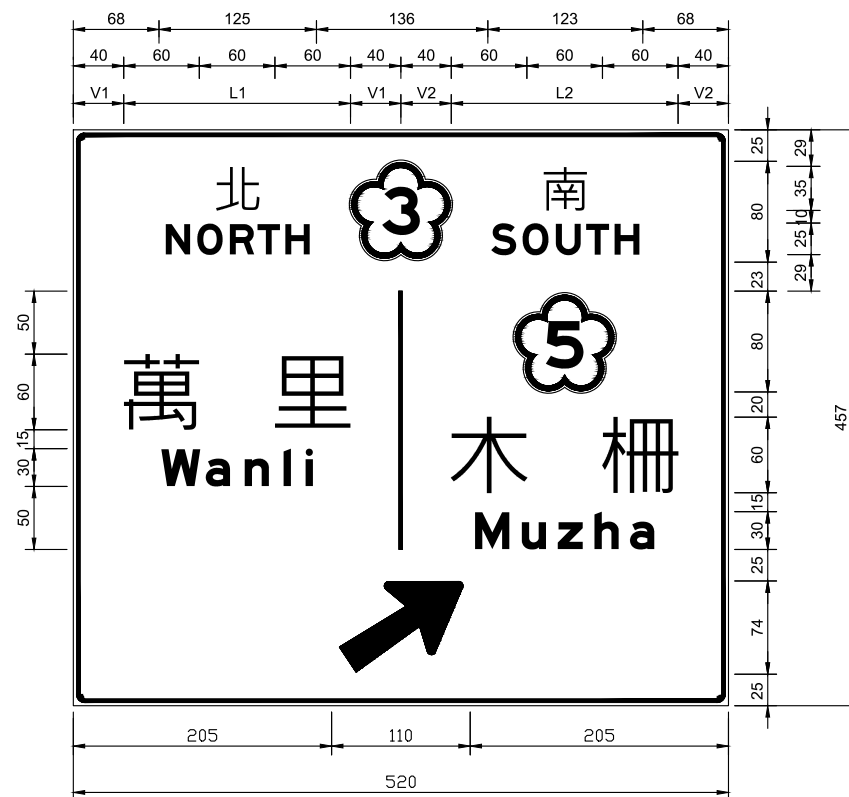 68 125 136 123 68
40 60 60 60 40 40 60 60 60 40
V1 L1 V1 V2 L2 V2
北 3 南
NORTH SOUTH
5
萬里
Wanli
木柵
Muzha
50 60 15 30 50
25 80 23 80 20 60 15 30 25 74 25
29 35 10 25 29
457
205 110 205
520